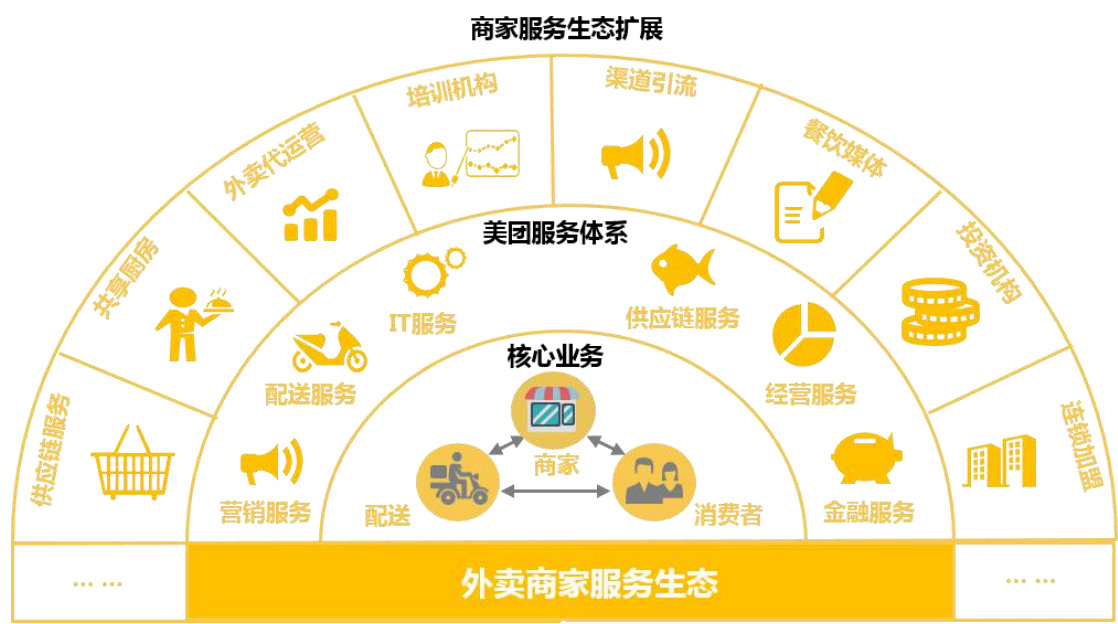 商家服务生态扩展
供应链服务
共享厨房
外卖代运营
培训机构
渠道引流
餐饮媒体
投资机构
连锁加盟
美团服务体系
营销服务
配送服务
IT服务
供应链服务
经营服务
金融服务
核心业务
商家
配送
消费者
... ...
外卖商家服务生态
... ...